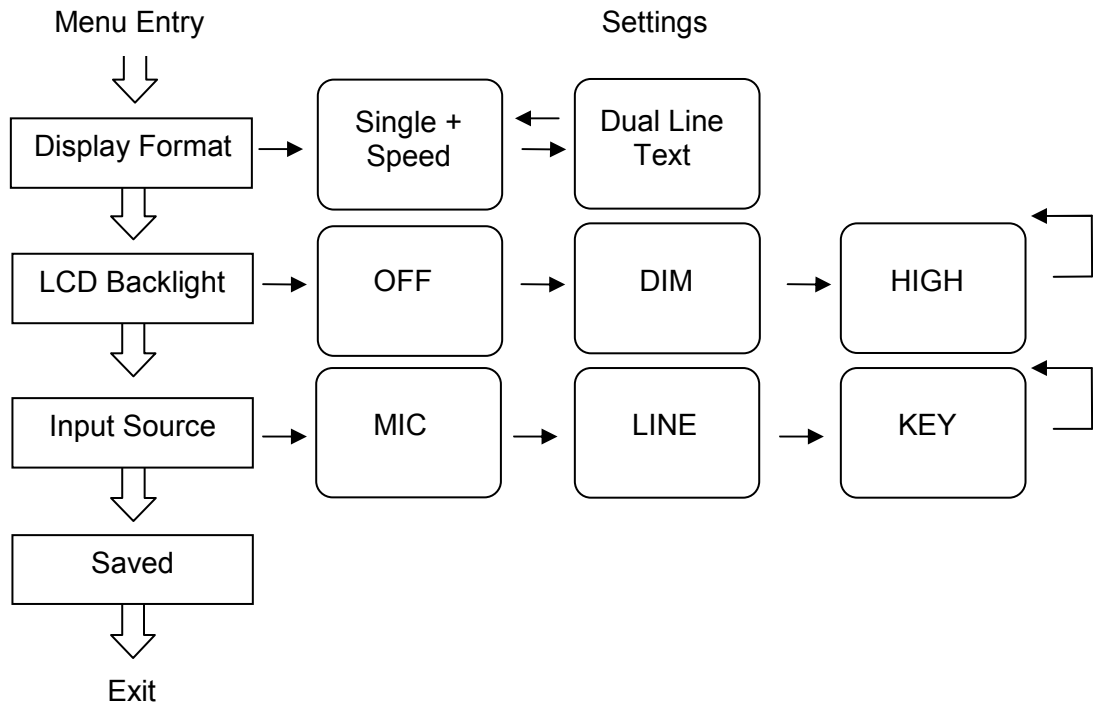 Menu Entry
Settings
Display Format
Single +
Speed
Dual Line
Text
LCD Backlight
OFF
DIM
HIGH
Input Source
MIC
LINE
KEY
Saved
Exit